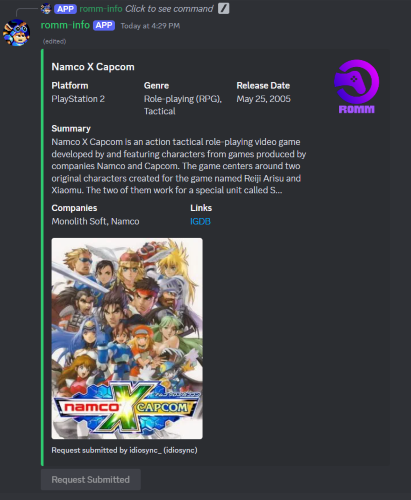 APP romm-info Click to see command
romm-info APP Today at 4:29 PM
(edited)
Namco X Capcom
ROMM
Platform Genre Release Date
PlayStation 2 Role-playing (RPG), May 25, 2005
Tactical
Summary
Namco X Capcom is an action tactical role-playing video game
developed by and featuring characters from games produced by
companies Namco and Capcom. The game centers around two
original characters created for the game named Reiji Arisu and
Xiaomu. The two of them work for a special unit called S...
Companies Links
Monolith Soft, Namco IGDB
namco X CAPCOM
Request submitted by idiosync_ (idiosync)
Request Submitted